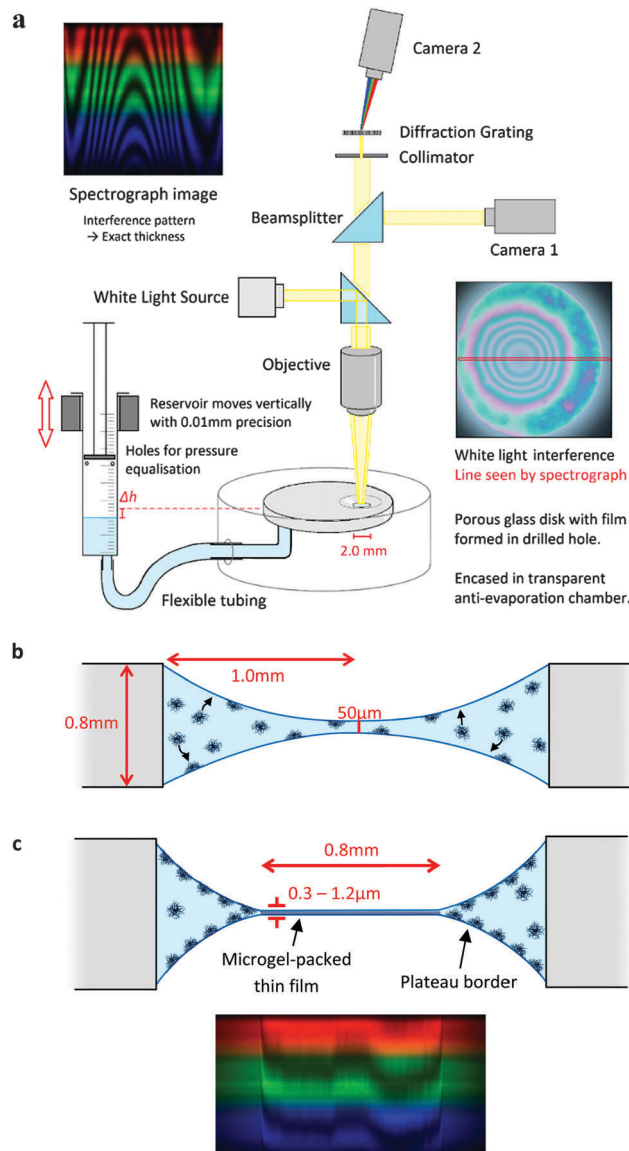 a
Camera 2
Diffraction Grating
Collimator
Spectrograph image
Interference pattern
→ Exact thickness
Beamsplitter
Camera 1
White Light Source
Objective
Reservoir moves vertically
with 0.01mm precision
Holes for pressure
equalisation
Δh
2.0 mm
Flexible tubing
White light interference
Line seen by spectrograph
Porous glass disk with film
formed in drilled hole.
Encased in transparent
anti-evaporation chamber.
b
1.0mm
0.8mm
50μm
c
0.8mm
0.3 – 1.2μm
Microgel-packed
thin film
Plateau border